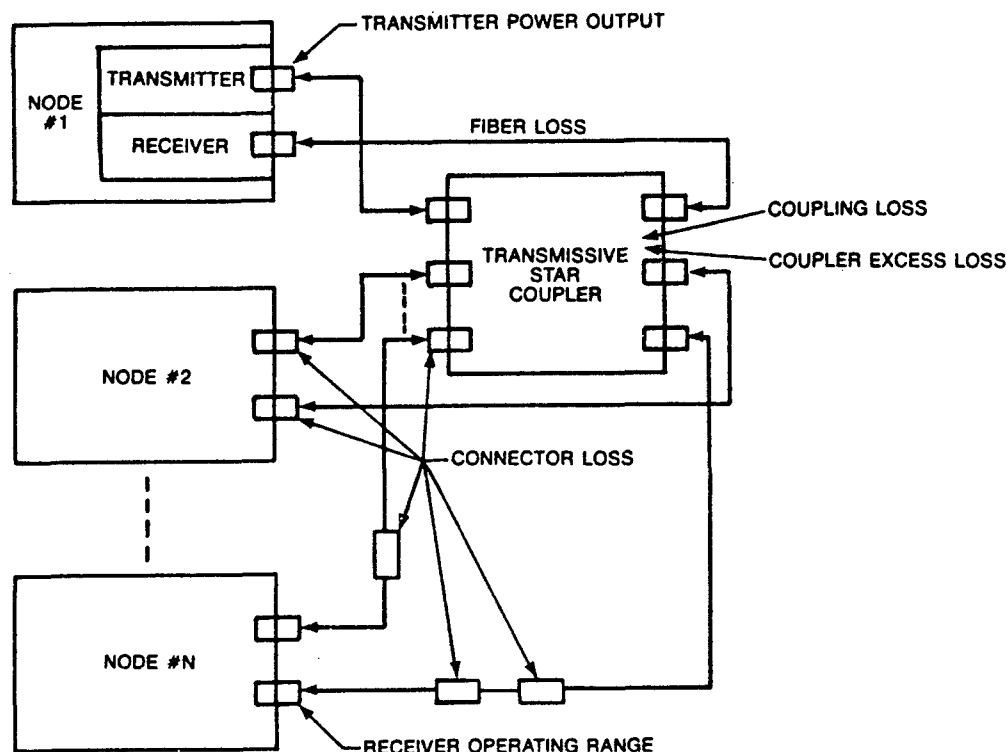 TRANSMITTER POWER OUTPUT
NODE
#1
TRANSMITTER
RECEIVER
FIBER LOSS
TRANSMISSIVE
STAR
COUPLER
COUPLING LOSS
COUPLER EXCESS LOSS
NODE #2
CONNECTOR LOSS
NODE #N
RECEIVER OPERATING RANGE